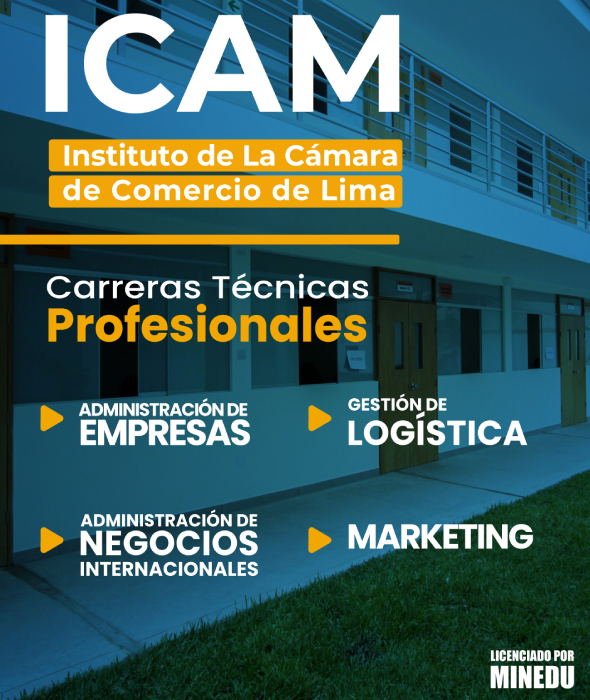 ICAM
Instituto de La Cámara
de Comercio de Lima
Carreras Técnicas
Profesionales
ADMINISTRACIÓN DE
EMPRESAS
GESTIÓN DE
LOGÍSTICA
ADMINISTRACIÓN DE
NEGOCIOS
INTERNACIONALES
MARKETING
LICENCIADO POR
MINEDU